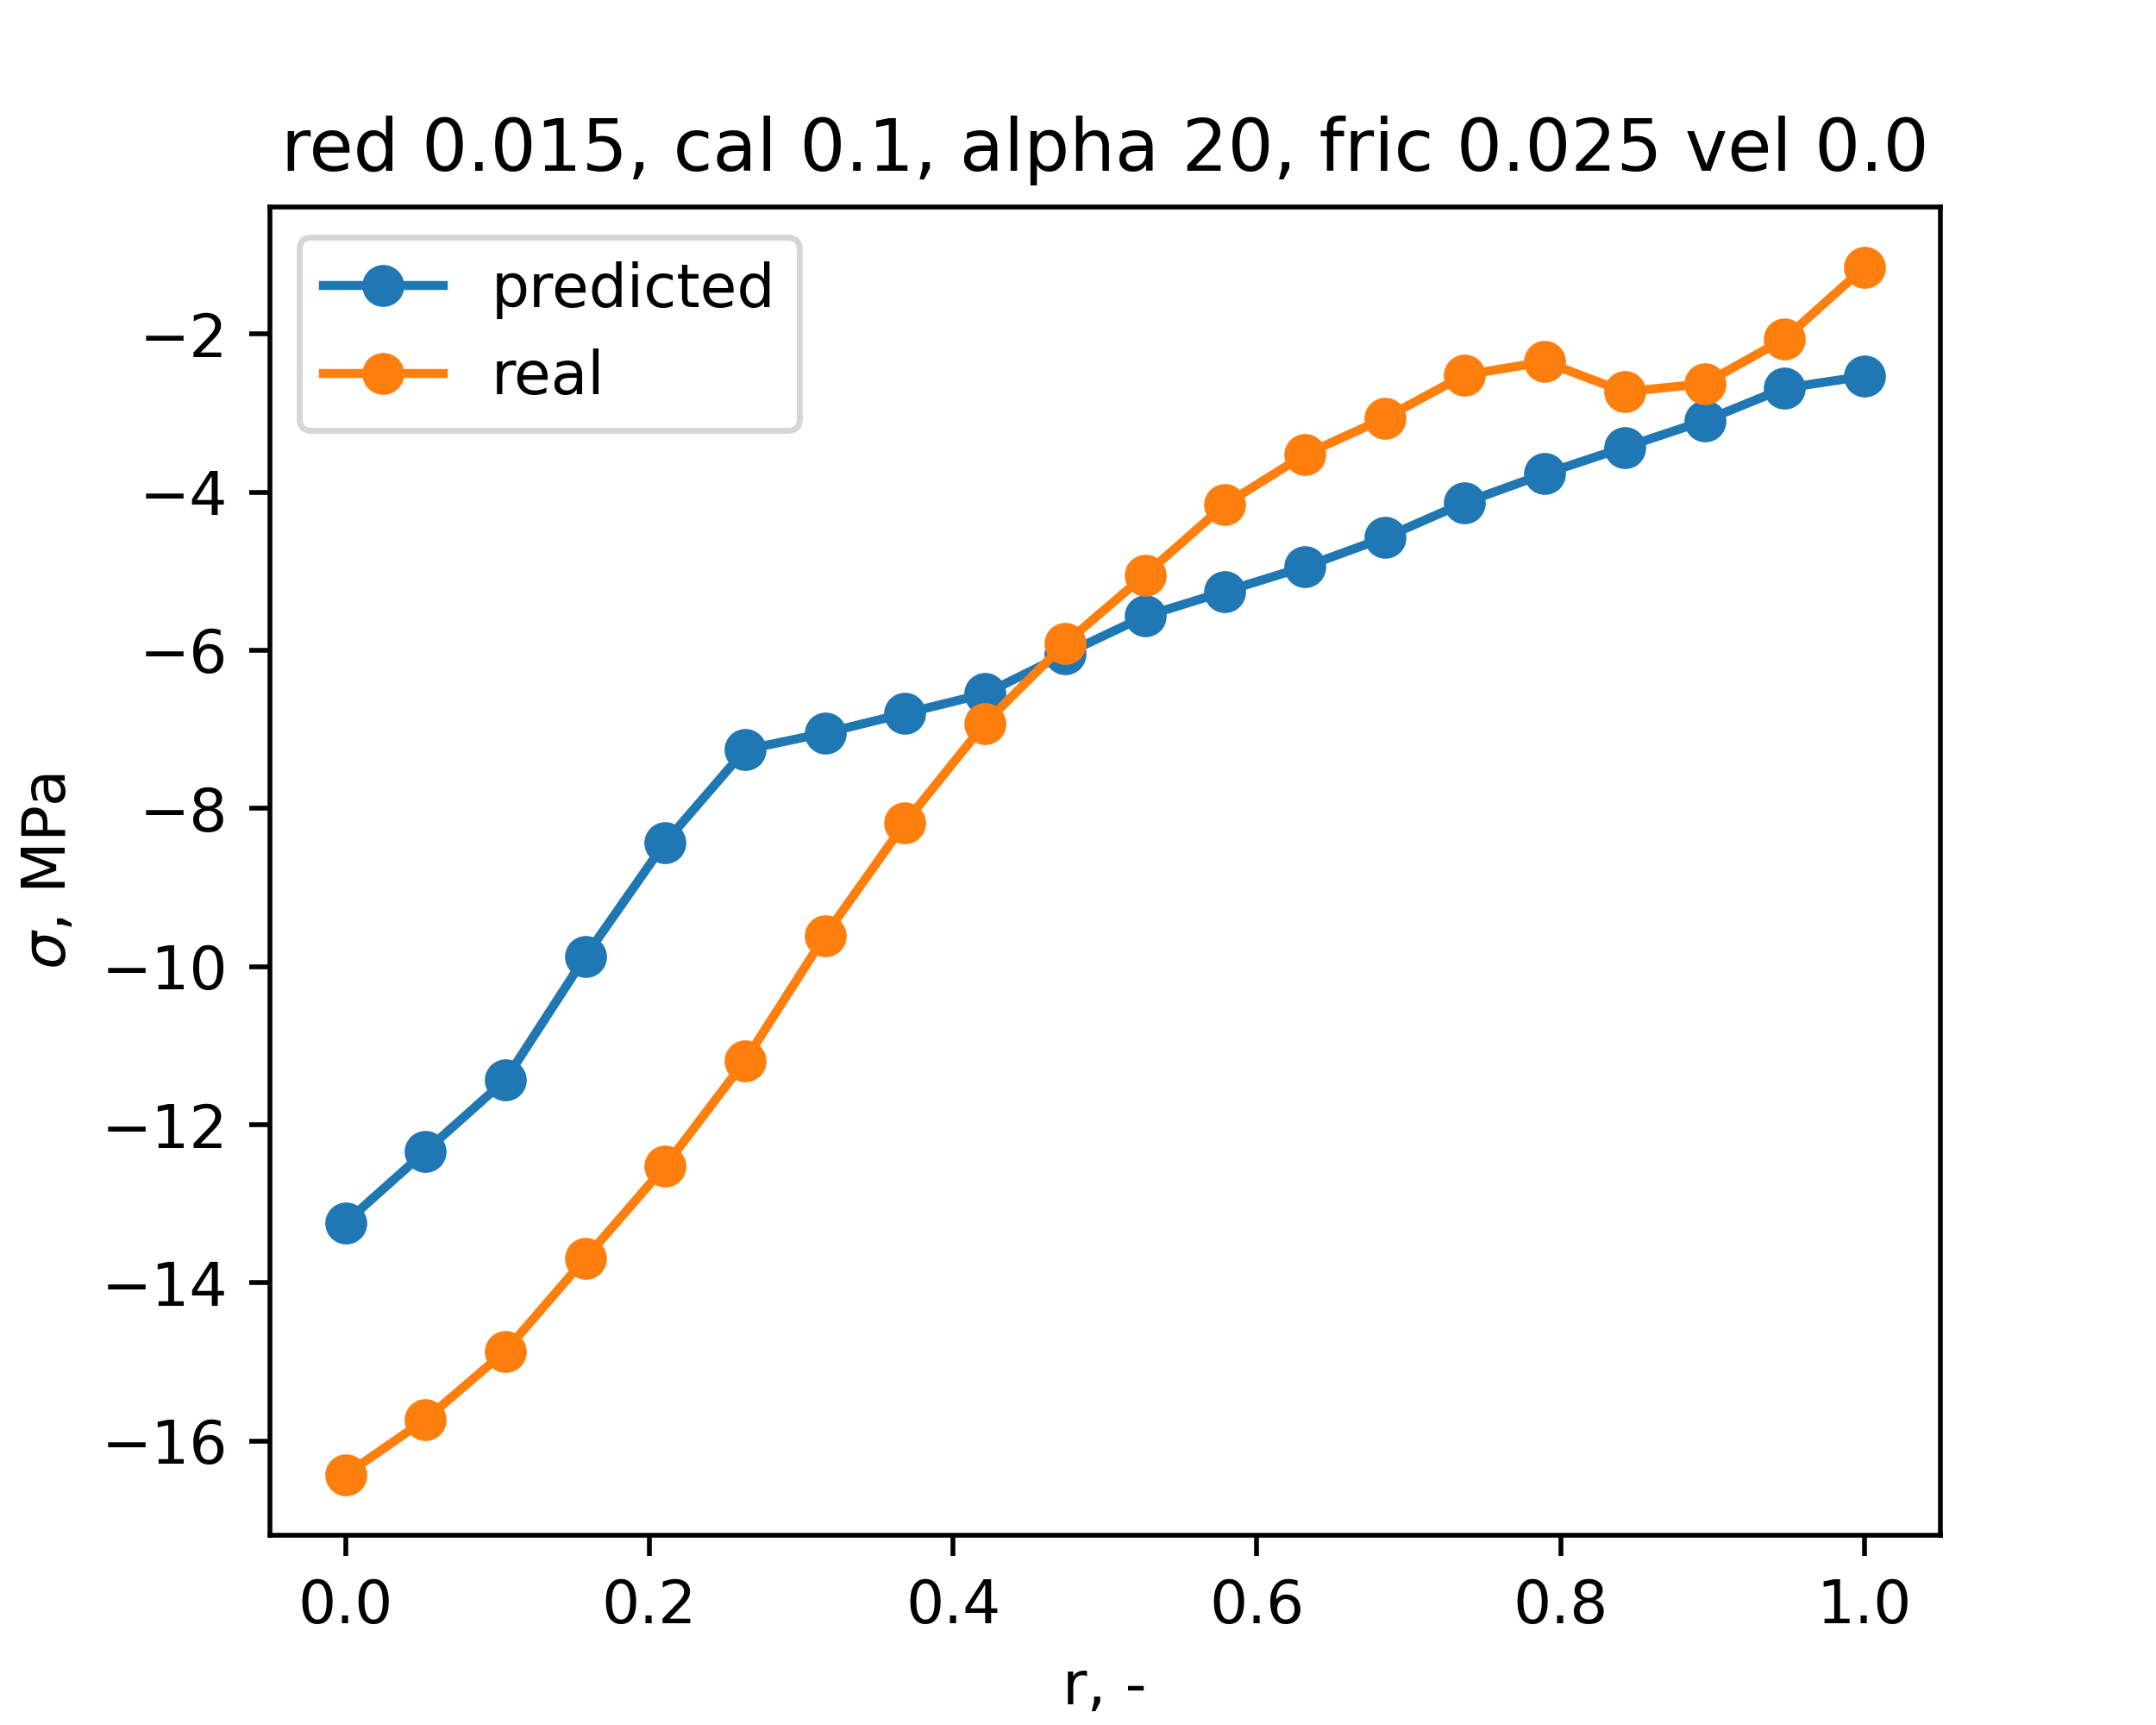 red 0.015, cal 0.1, alpha 20, fric 0.025 vel 0.0
predicted
real
−2
−4
−6
−8
−10
−12
−14
−16
σ, MPa
0.0 0.2 0.4 0.6 0.8 1.0
r, -